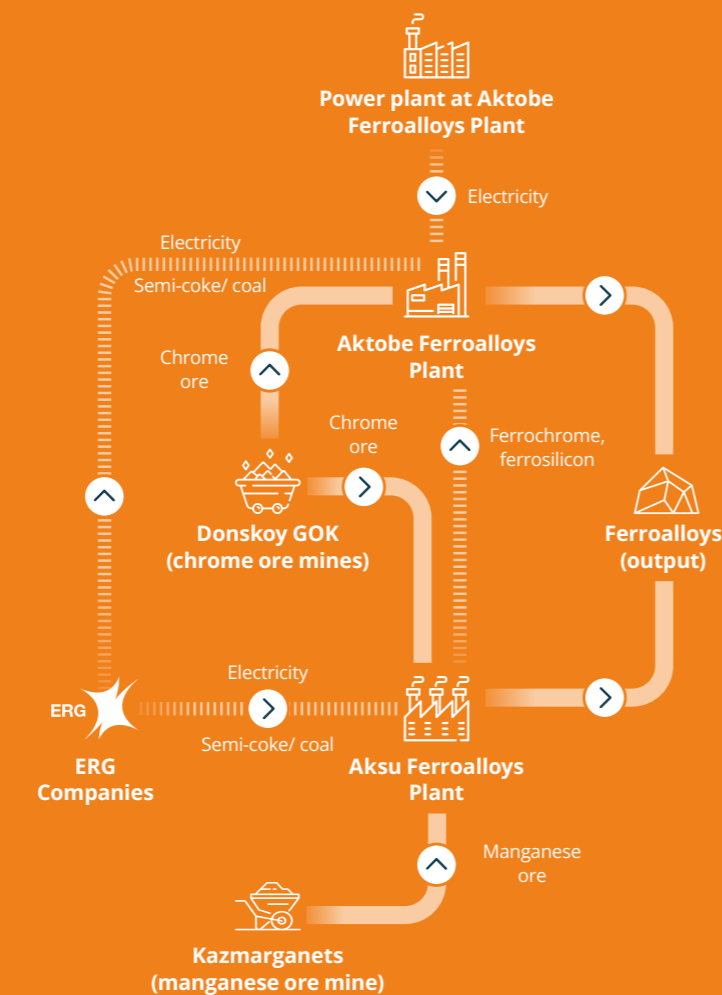 Power plant at Aktobe
Ferroalloys Plant
Electricity
Electricity
Semi-coke/ coal
Aktobe Ferroalloys
Plant
Chrome
ore
Chrome
ore
Ferrochrome,
ferrosilicon
Donskoy GOK
(chrome ore mines)
Ferroalloys
(output)
Electricity
ERG
Semi-coke/ coal
ERG
Companies
Aksu Ferroalloys
Plant
Manganese
ore
Kazmarganets
(manganese ore mine)